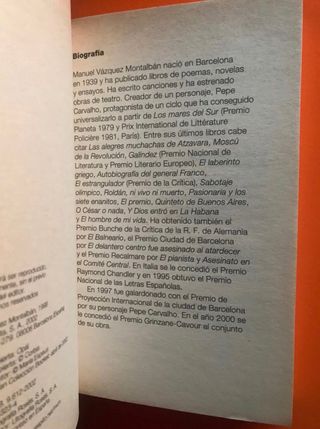 Biografía
Manuel Vázquez Montalbán nació en Barcelona
en 1939 y ha publicado libros de poemas, novelas
y ensayos. Ha escrito canciones y ha estrenado
obras de teatro. Creador de un personaje, Pepe
Carvalho, protagonista de un ciclo que ha conseguido
universalizarlo a partir de Los mares del Sur (Premio
Planeta 1979 y Prix International de Littérature
Policière 1981, París). Entre sus últimos libros cabe
citar Las alegres muchachas de Atzavara, Moscú
de la Revolución, Galíndez (Premio Nacional de
Literatura y Premio Literario Europeo), El laberinto
griego, Autobiografía del general Franco,
El estrangulador (Premio de la Crítica), Sabotaje
olímpico, Roldán, ni vivo ni muerto, Pasionaria y los
siete enanitos, El premio, Quinteto de Buenos Aires,
O César o nada, Y Dios entró en La Habana
y El hombre de mi vida. Ha obtenido también el
Premio Bunche de la Crítica de la R. F. de Alemania
por El Balneario, el Premio Ciudad de Barcelona
por El delantero centro fue asesinado al atardecer
y el Premio Recalmare por El pianista y Asesinato en
el Comité Central. En Italia se le concedió el Premio
Raymond Chandler y en 1995 obtuvo el Premio
Nacional de las Letras Españolas.
En 1997 fue galardonado con el Premio de
Proyección Internacional de la ciudad de Barcelona
por su personaje Pepe Carvalho. En el año 2000 se
le concedió el Premio Grinzane-Cavour al conjunto
de su obra.